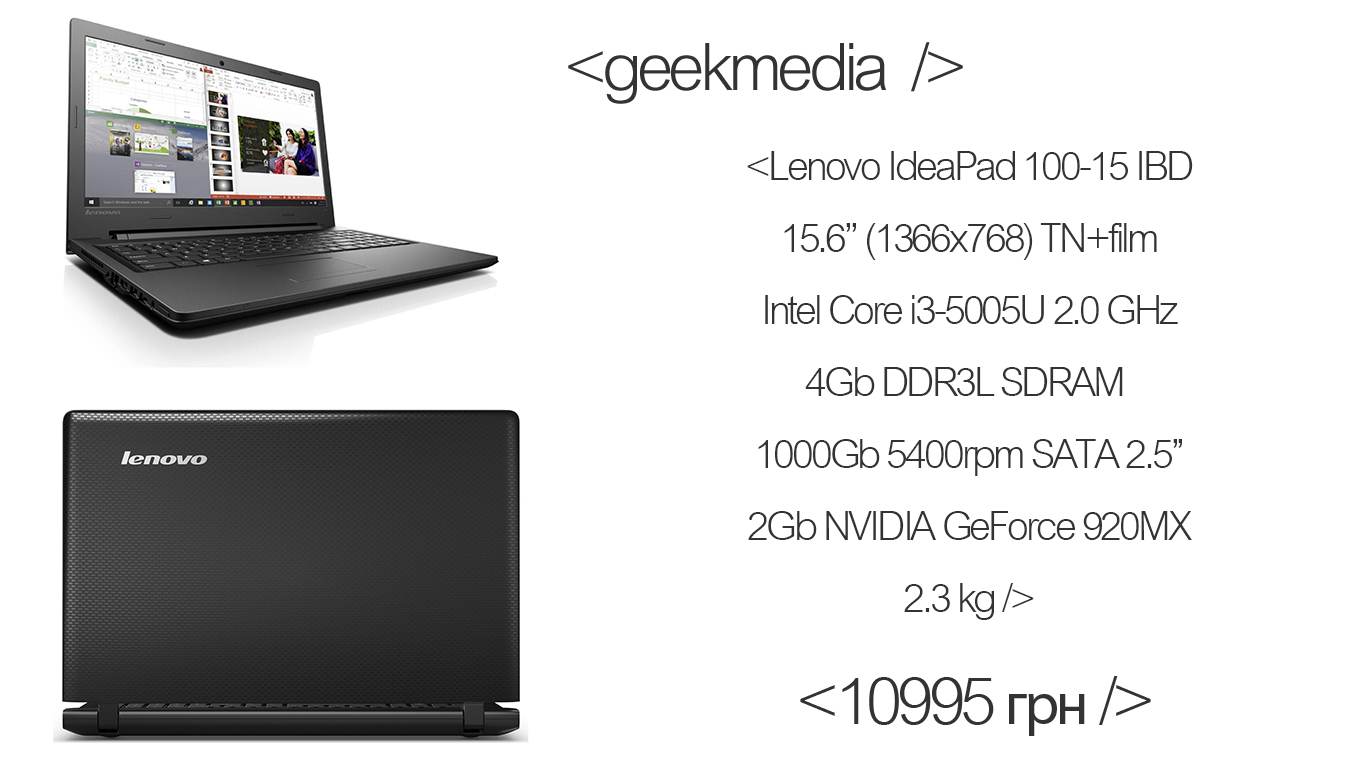 <geekmedia />
<Lenovo IdeaPad 100-15 IBD
15.6” (1366x768) TN+film
Intel Core i3-5005U 2.0 GHz
4Gb DDR3L SDRAM
1000Gb 5400rpm SATA 2.5”
2Gb NVIDIA GeForce 920MX
2.3 kg />
<10995 грн />
lenovo
lenovo